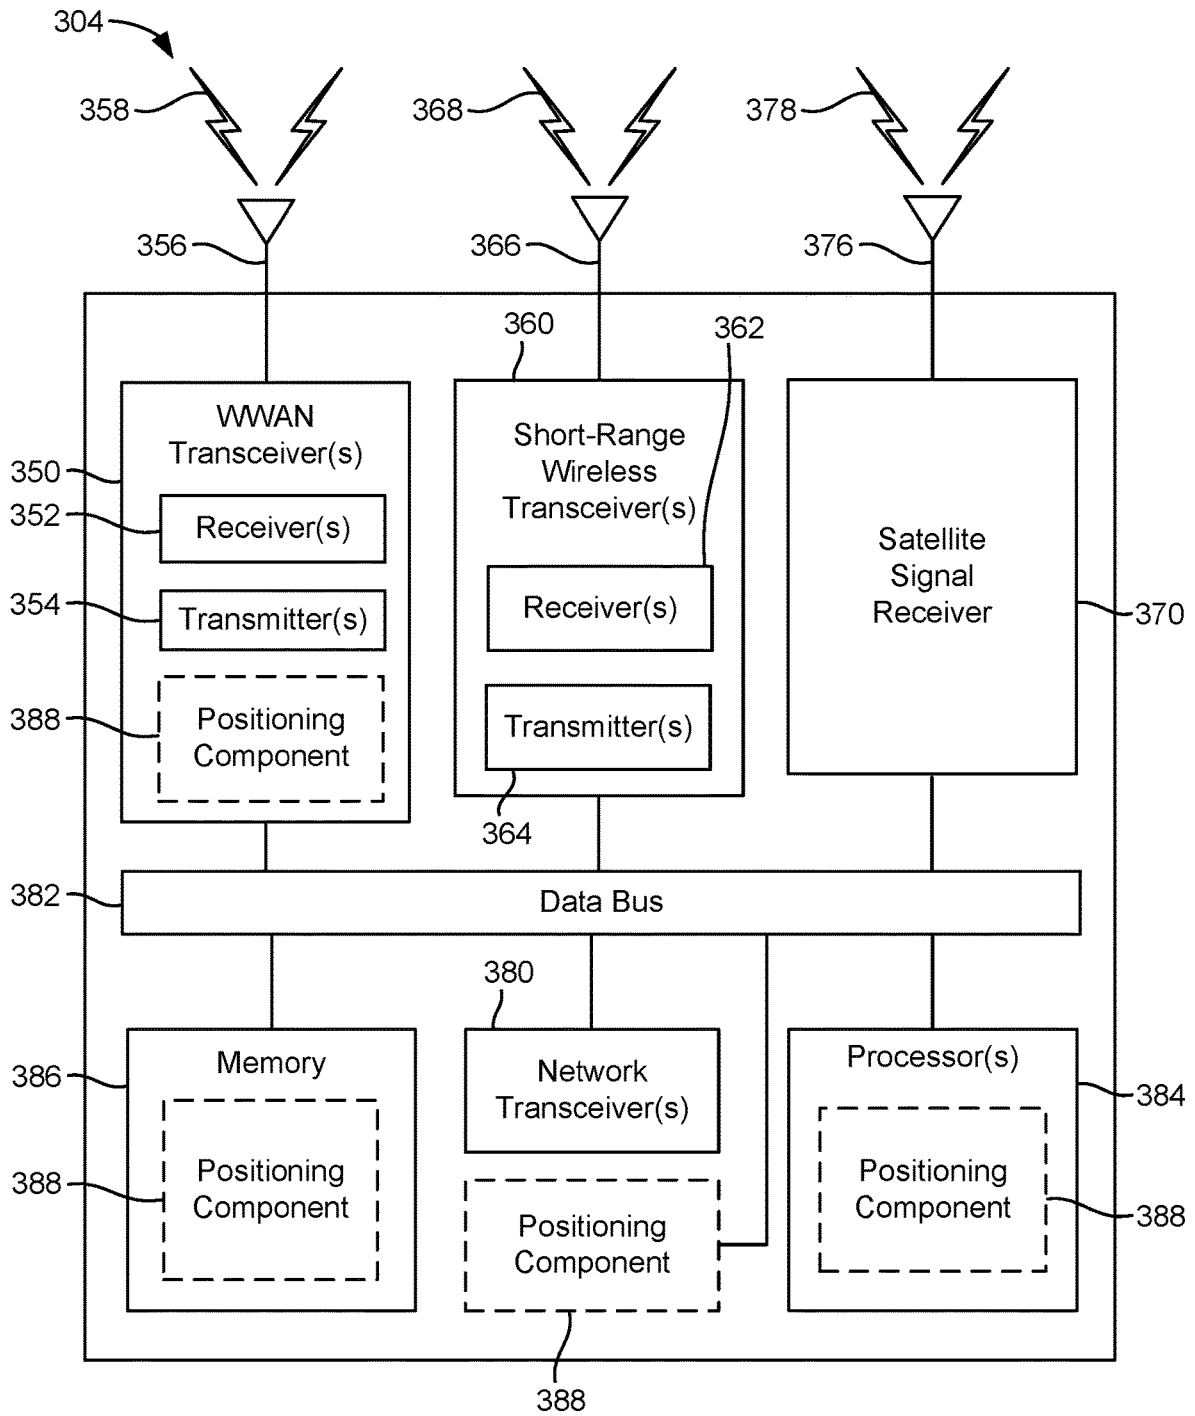 304
358
368
378
356
366
376
360
362
WWAN
Transceiver(s)
350
352
Receiver(s)
354
Transmitter(s)
388
Positioning
Component
Short-Range
Wireless
Transceiver(s)
Receiver(s)
Transmitter(s)
364
Satellite
Signal
Receiver
370
382
Data Bus
380
386
Memory
388
Positioning
Component
Network
Transceiver(s)
Positioning
Component
388
Processor(s)
384
Positioning
Component
388